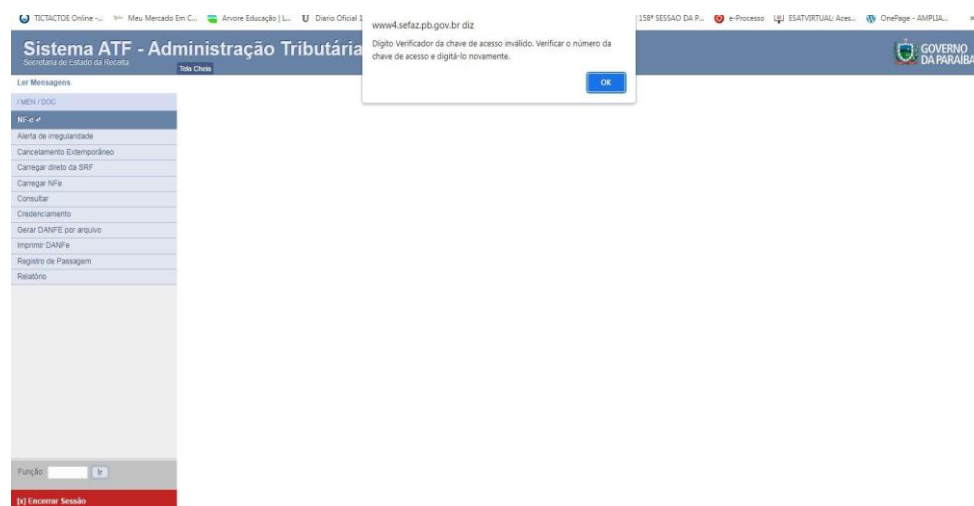 TICTACTOE Online -... Meu Mercado Em C... Arvore Educação | L... Diario Oficial 1
158ª SESSAO DA P... e-Processo ESATVIRTUAL: Aces... OnePage - AMPLIA...
www4.sefaz.pb.gov.br diz
Digito Verificador da chave de acesso inválido. Verificar o número da
chave de acesso e digitá-lo novamente.
OK
Sistema ATF - Administração Tributária
Secretaria de Estado da Receita
Tela Cheia
GOVERNO
DA PARAÍBA
Ler Mensagens
/ MEN / DOC
NF-e
Alerta de irregularidade
Cancelamento Extemporâneo
Carregar direto da SRF
Carregar NFe
Consultar
Credenciamento
Gerar DANFE por arquivo
Imprimir DANFe
Registro de Passagem
Relatório
Função
Ir
[x] Encerrar Sessão